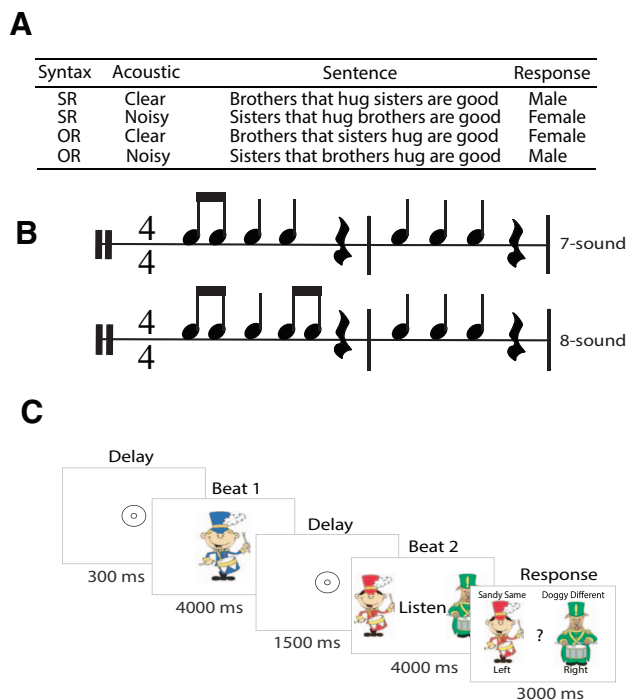 A
Syntax Acoustic Sentence Response
SR Clear Brothers that hug sisters are good Male
SR Noisy Sisters that hug brothers are good Female
OR Clear Brothers that sisters hug are good Female
OR Noisy Sisters that brothers hug are good Male
B
4
4
7-sound
4
4
8-sound
C
Delay
300 ms
Beat 1
4000 ms
Delay
1500 ms
Beat 2
Listen
4000 ms
Response
Sandy Same Doggy Different
?
Left Right
3000 ms